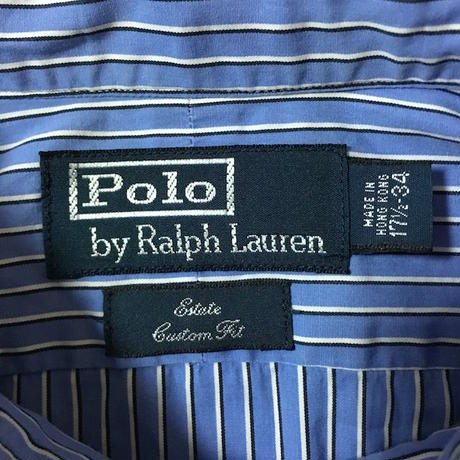 Polo
by Ralph Lauren
MADE IN
HONG KONG
17½-34
Estate
Custom Fit